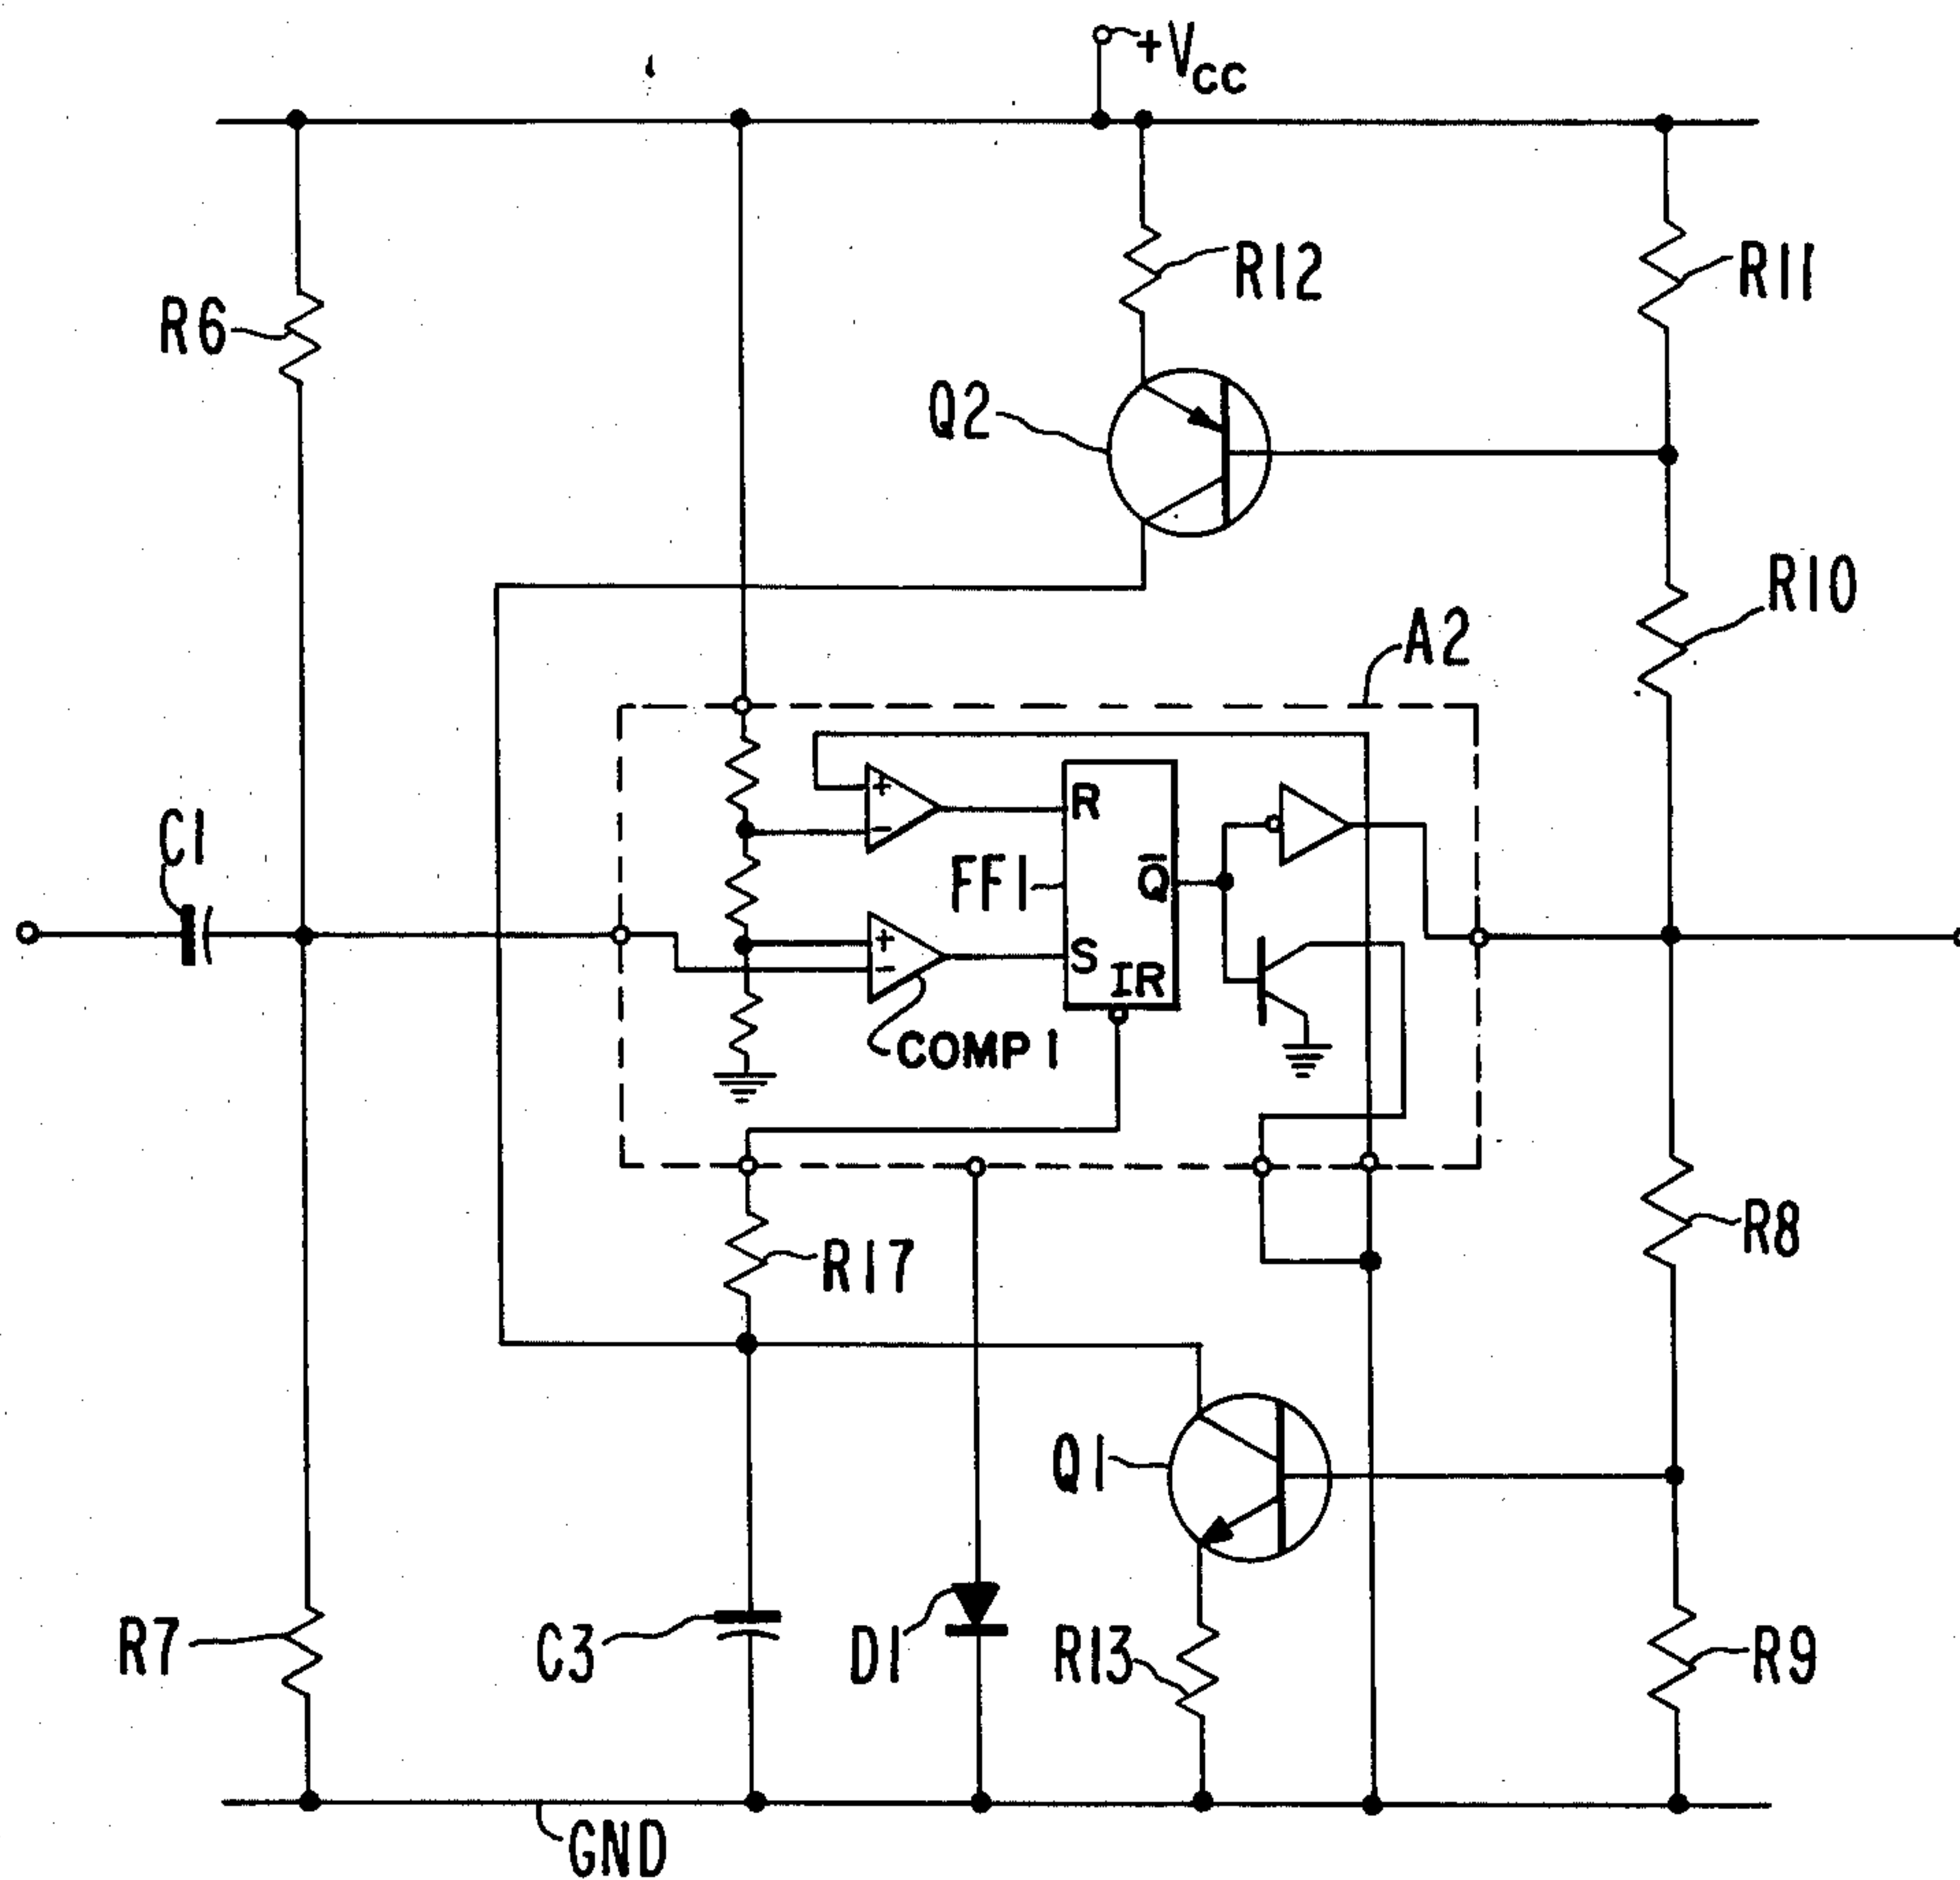 +VCC
R12
R11
R6
Q2
R10
A2
C1
+
−
R
FF1
Q̅
+
−
S
IR
COMP 1
R17
R8
Q1
R7
C3
D1
R13
R9
GND